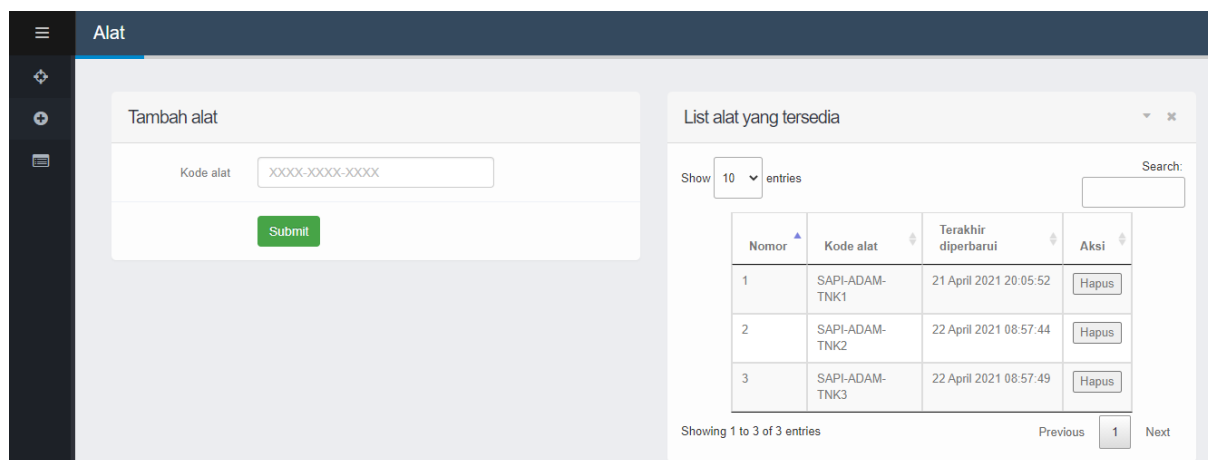 Alat
Tambah alat
Kode alat XXXX-XXXX-XXXX
Submit
List alat yang tersedia
Show 10 entries
Search:
Nomor Kode alat Terakhir diperbarui Aksi
1 SAPI-ADAM-TNK1 21 April 2021 20:05:52 Hapus
2 SAPI-ADAM-TNK2 22 April 2021 08:57:44 Hapus
3 SAPI-ADAM-TNK3 22 April 2021 08:57:49 Hapus
Showing 1 to 3 of 3 entries
Previous 1 Next